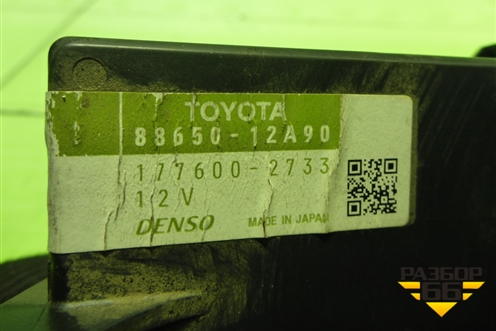 TOYOTA
88650-12A90
177600-2733
12V
DENSO MADE IN JAPAN
РАЗБОР
66